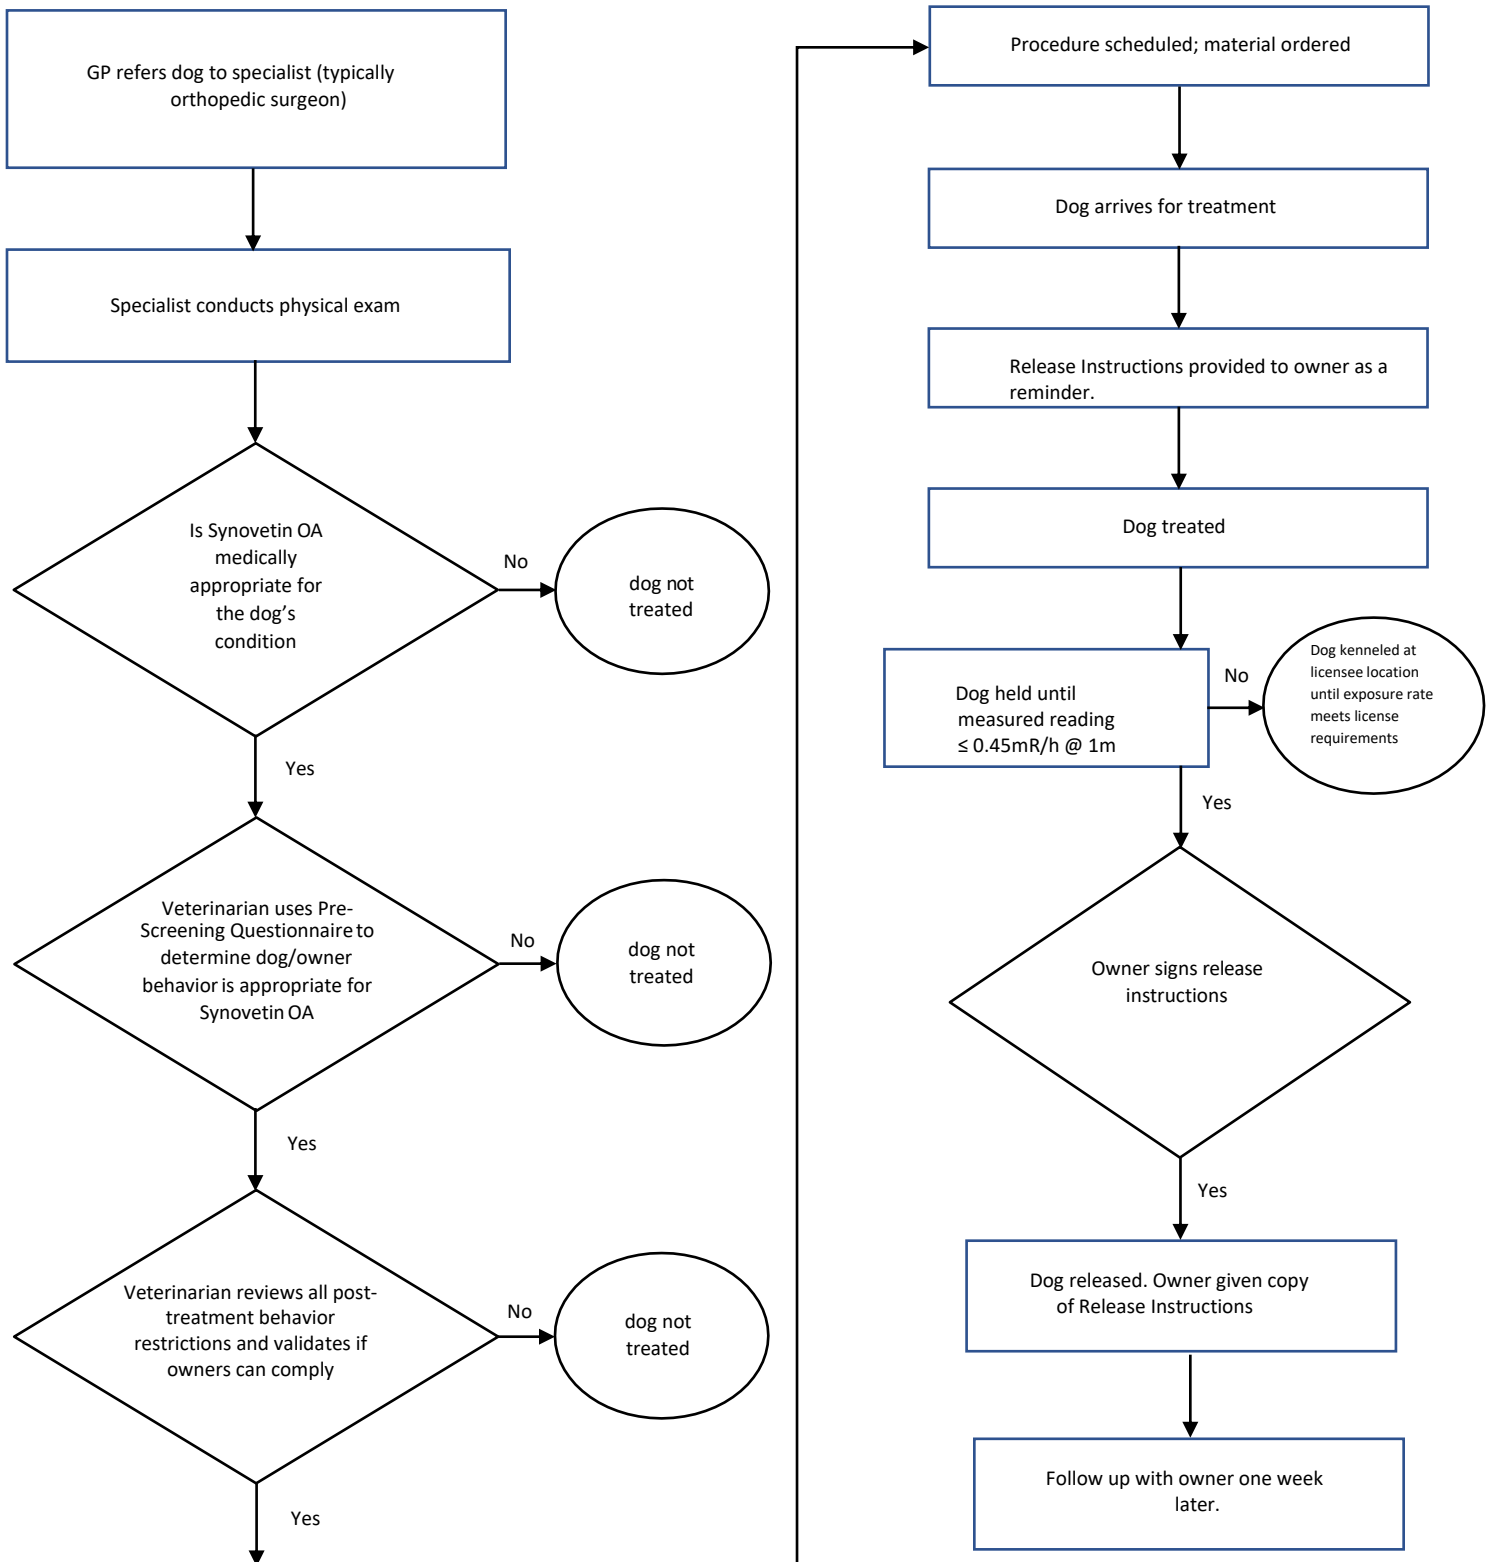 GP refers dog to specialist (typically
orthopedic surgeon)
Specialist conducts physical exam
Is Synovetin OA
medically
appropriate for
the dog's
condition
No
dog not
treated
Yes
Veterinarian uses Pre-
Screening Questionnaire to
determine dog/owner
behavior is appropriate for
Synovetin OA
No
dog not
treated
Yes
Veterinarian reviews all post-
treatment behavior
restrictions and validates if
owners can comply
No
dog not
treated
Yes
Procedure scheduled; material ordered
Dog arrives for treatment
Release Instructions provided to owner as a
reminder.
Dog treated
Dog held until
measured reading
≤ 0.45mR/h @ 1m
No
Dog kenneled at
licensee location
until exposure rate
meets license
requirements
Yes
Owner signs release
instructions
Yes
Dog released. Owner given copy
of Release Instructions
Follow up with owner one week
later.